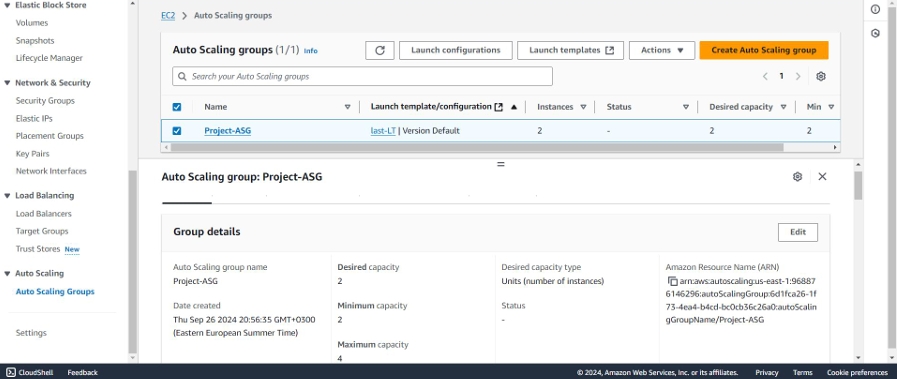 Elastic Block Store
Volumes
Snapshots
Lifecycle Manager
Network & Security
Security Groups
Elastic IPs
Placement Groups
Key Pairs
Network Interfaces
Load Balancing
Load Balancers
Target Groups
Trust Stores New
Auto Scaling
Auto Scaling Groups
Settings
EC2 > Auto Scaling groups
Auto Scaling groups (1/1) Info
Launch configurations
Launch templates
Actions
Create Auto Scaling group
Search your Auto Scaling groups
1
Name Launch template/configuration Instances Status Desired capacity Min
Project-ASG last-LT | Version Default 2 - 2 2
Auto Scaling group: Project-ASG
Group details
Edit
Auto Scaling group name
Project-ASG
Date created
Thu Sep 26 2024 20:56:35 GMT+0300
(Eastern European Summer Time)
Desired capacity
2
Minimum capacity
2
Maximum capacity
4
Desired capacity type
Units (number of instances)
Status
-
Amazon Resource Name (ARN)
arn:aws:autoscaling:us-east-1:96887
6146296:autoScalingGroup:6d1fca26-1f
73-4ea4-b4cd-bc0cb36c26a0:autoScalin
gGroupName/Project-ASG
CloudShell Feedback © 2024, Amazon Web Services, Inc. or its affiliates. Privacy Terms Cookie preferences